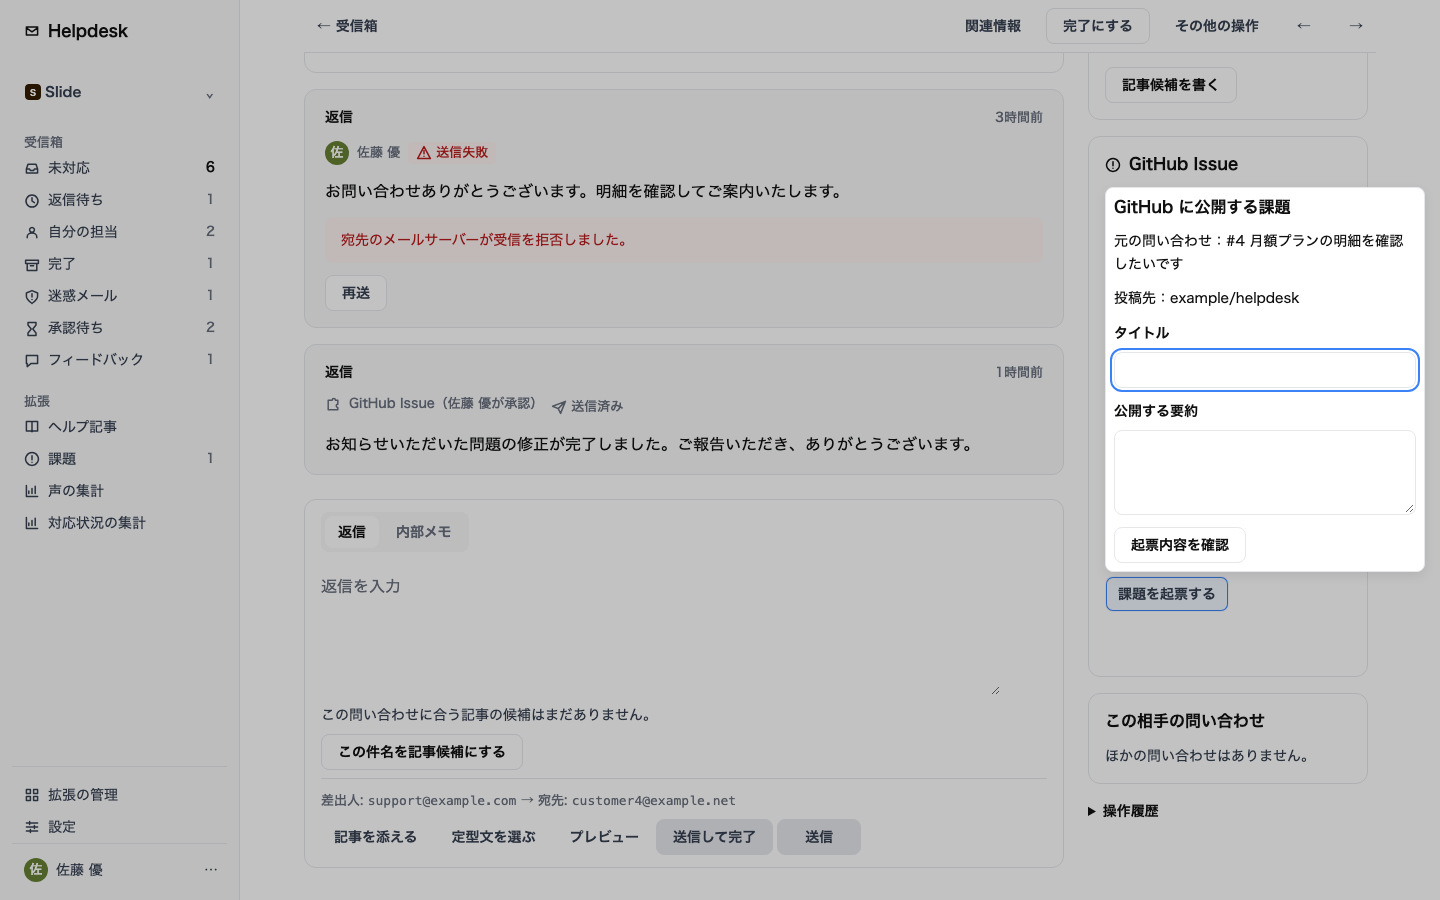 Helpdesk
S Slide
受信箱
未対応 6
返信待ち 1
自分の担当 2
完了 1
迷惑メール 1
承認待ち 2
フィードバック 1
拡張
ヘルプ記事
課題 1
声の集計
対応状況の集計
拡張の管理
設定
佐 佐藤 優 …
← 受信箱
関連情報 完了にする その他の操作 ← →
返信 3時間前
佐 佐藤 優 送信失敗
お問い合わせありがとうございます。明細を確認してご案内いたします。
宛先のメールサーバーが受信を拒否しました。
再送
返信 1時間前
GitHub Issue（佐藤 優が承認） 送信済み
お知らせいただいた問題の修正が完了しました。ご報告いただき、ありがとうございます。
返信 内部メモ
返信を入力
この問い合わせに合う記事の候補はまだありません。
この件名を記事候補にする
差出人: support@example.com → 宛先: customer4@example.net
記事を添える 定型文を選ぶ プレビュー 送信して完了 送信
記事候補を書く
GitHub Issue
GitHub に公開する課題
元の問い合わせ：#4 月額プランの明細を確認
したいです
投稿先：example/helpdesk
タイトル
公開する要約
起票内容を確認
課題を起票する
この相手の問い合わせ
ほかの問い合わせはありません。
▶ 操作履歴